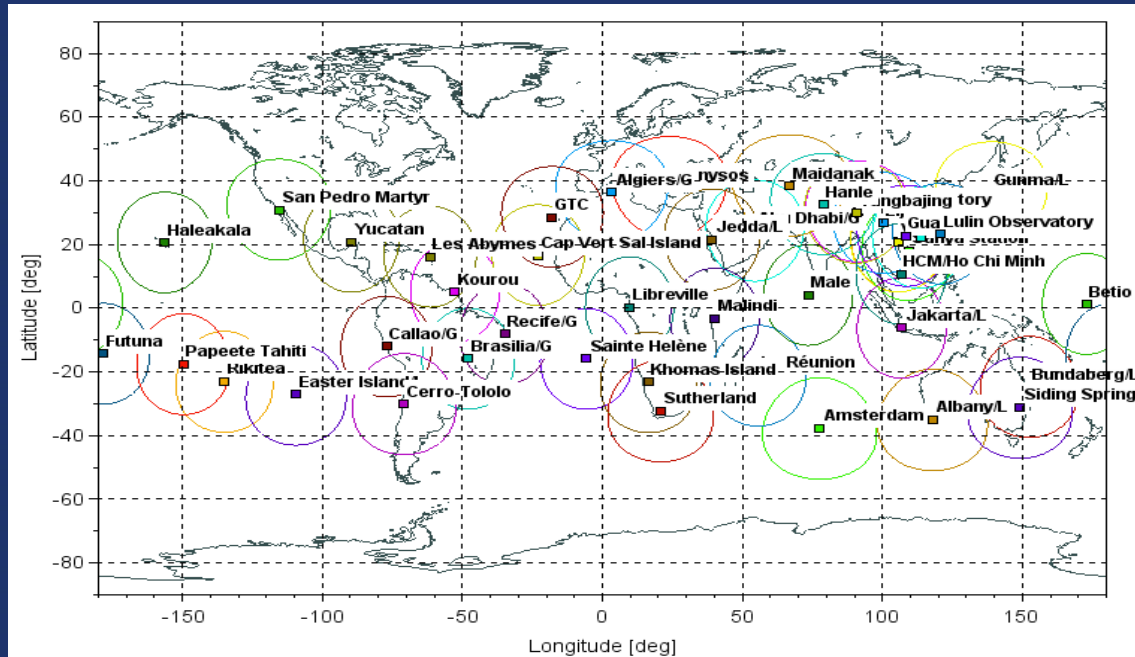 80
60
40
20
0
-20
-40
-60
-80
Latitude [deg]
Maidanak
Algiers/G
Hanle
San Pedro Martyr
GTC
Gunma/L
Haleakala
Yucatan
Jedda/L
Dhabi/G
Gua
Lulin Observatory
Les Abymes
Cap Vert Sal Island
HCM/Ho Chi Minh
Kourou
Libreville
Malindi
Male
Betio
Futuna
Papeete Tahiti
Rikitea
Callao/G
Recife/G
Brasilia/G
Sainte Helène
Jakarta/L
Easter Island
Cerro-Tololo
Khomas Island
Sutherland
Réunion
Amsterdam
Albany/L
Bundaberg/L
Siding Spring
-150
-100
-50
0
50
100
150
Longitude [deg]